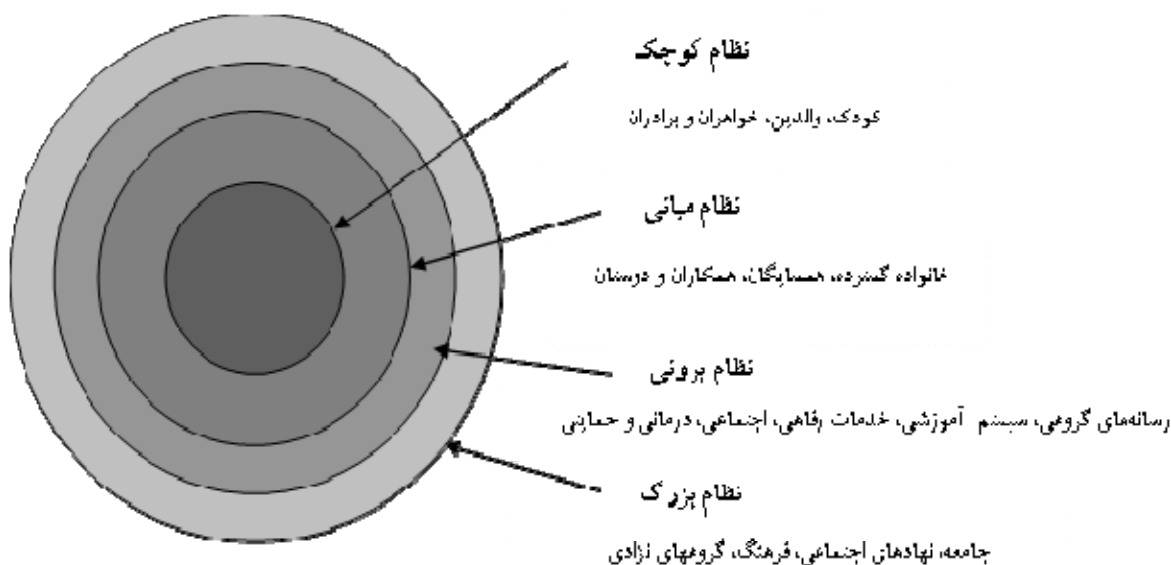 نظام کوچک
کودک، والدین، خواهران و برادران
نظام میانی
خانواده گسترده، همسایگان، همکاران و دوستان
نظام برونی
رسانه‌های گروهی، سیستم آموزشی، خدمات رفاهی، اجتماعی، درمانی و حمایتی
نظام بزرگ
جامعه، نهادهای اجتماعی، فرهنگ، گروههای نژادی